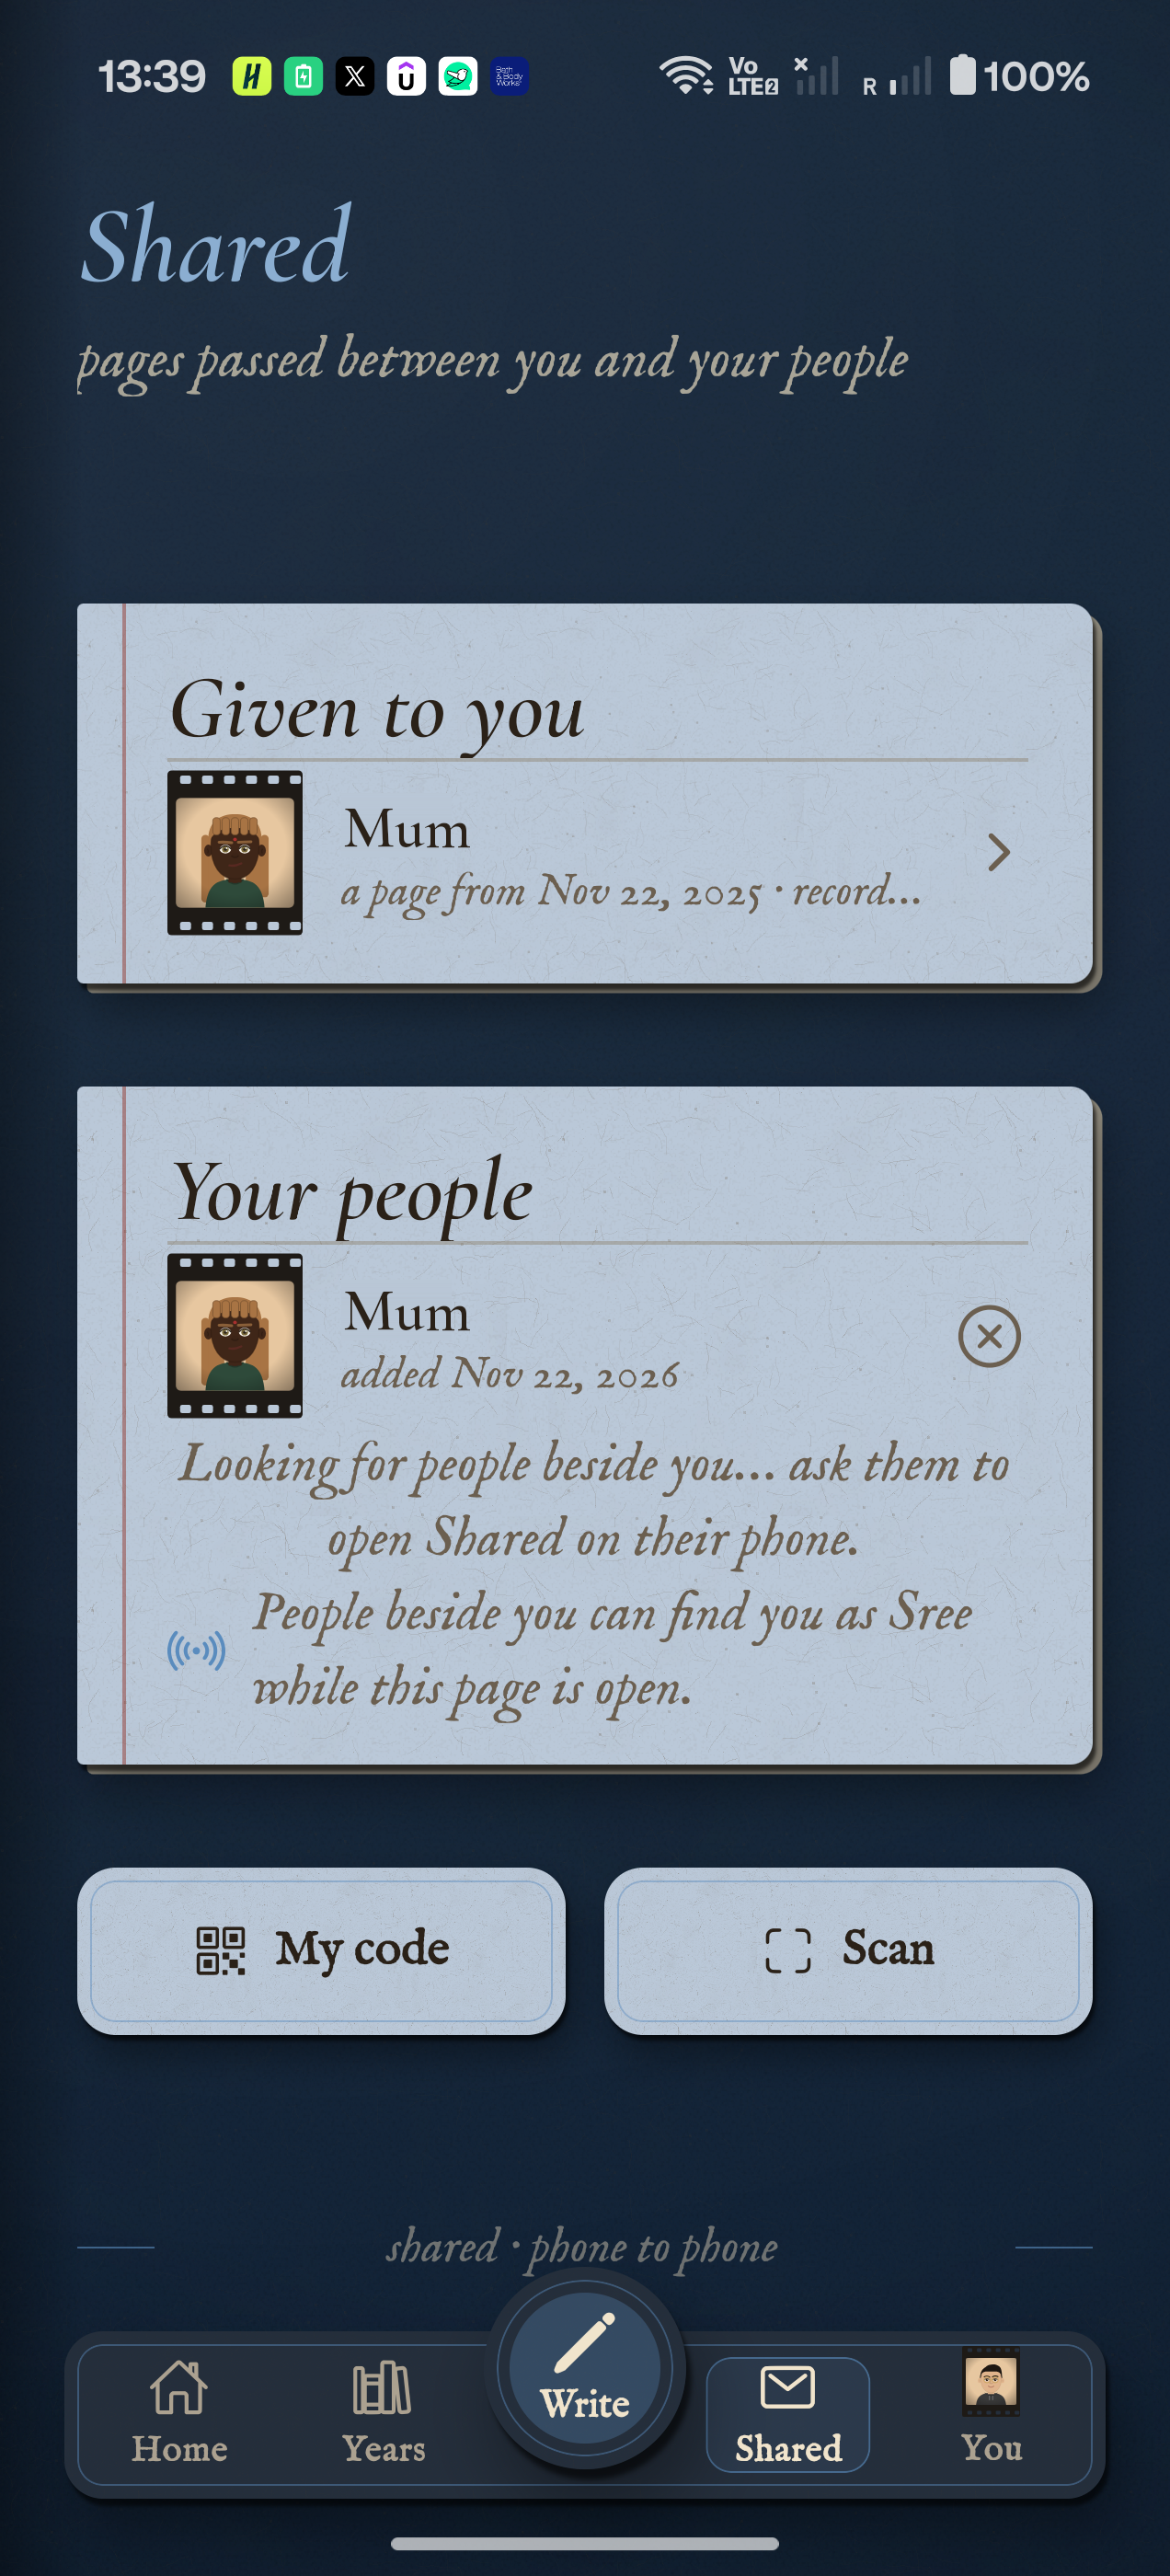 13:39
Vo LTE 2 R 100%
Shared
pages passed between you and your people
Given to you
Mum
a page from Nov 22, 2025 · record...
Your people
Mum
added Nov 22, 2026
Looking for people beside you... ask them to
open Shared on their phone.
People beside you can find you as Sree
while this page is open.
My code
Scan
shared · phone to phone
Write
Home
Years
Shared
You